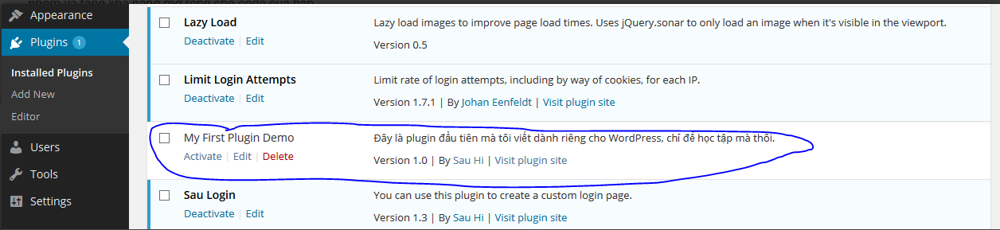 Appearance
Plugins 1
Installed Plugins
Add New
Editor
Users
Tools
Settings
Lazy Load
Deactivate | Edit
Lazy load images to improve page load times. Uses jQuery.sonar to only load an image when it's visible in the viewport.
Version 0.5
Limit Login Attempts
Deactivate | Edit
Limit rate of login attempts, including by way of cookies, for each IP.
Version 1.7.1 | By Johan Eenfeldt | Visit plugin site
My First Plugin Demo
Activate | Edit | Delete
Đây là plugin đầu tiên mà tôi viết dành riêng cho WordPress, chỉ để học tập mà thôi.
Version 1.0 | By Sau Hi | Visit plugin site
Sau Login
Deactivate | Edit
You can use this plugin to create a custom login page.
Version 1.3 | By Sau Hi | Visit plugin site